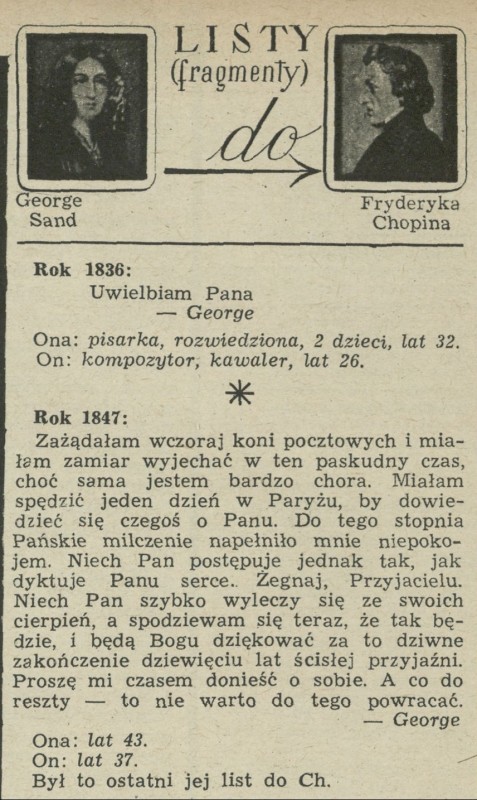 LISTY
(fragmenty)
do
George
Sand
Fryderyka
Chopina
Rok 1836:
Uwielbiam Pana
— George
Ona: pisarka, rozwiedziona, 2 dzieci, lat 32.
On: kompozytor, kawaler, lat 26.
*
Rok 1847:
Zażądałam wczoraj koni pocztowych i mia-
łam zamiar wyjechać w ten paskudny czas,
choć sama jestem bardzo chora. Miałam
spędzić jeden dzień w Paryżu, by dowie-
dzieć się czegoś o Panu. Do tego stopnia
Pańskie milczenie napełniło mnie niepoko-
jem. Niech Pan postępuje jednak tak, jak
dyktuje Panu serce.. Żegnaj, Przyjacielu.
Niech Pan szybko wyleczy się ze swoich
cierpień, a spodziewam się teraz, że tak bę-
dzie, i będą Bogu dziękować za to dziwne
zakończenie dziewięciu lat ścisłej przyjaźni.
Proszę mi czasem donieść o sobie. A co do
reszty — to nie warto do tego powracać.
— George
Ona: lat 43.
On: lat 37.
Był to ostatni jej list do Ch.